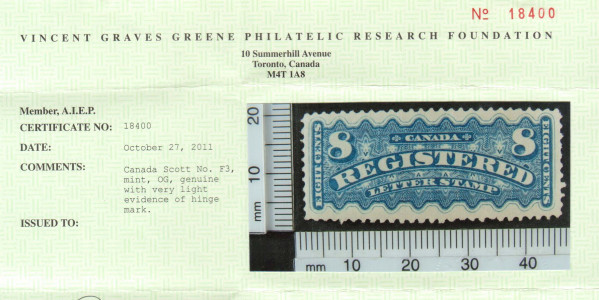 Nº 18400
VINCENT GRAVES GREENE PHILATELIC RESEARCH FOUNDATION
10 Summerhill Avenue
Toronto, Canada
M4T 1A8
Member, A.I.E.P.
CERTIFICATE NO: 18400
DATE: October 27, 2011
COMMENTS: Canada Scott No. F3,
mint, OG, genuine
with very light
evidence of hinge
mark.
ISSUED TO:
20
10
mm
8 CANADA 8
EIGHT CENTS REGISTERED EIGHT CENTS
LETTER STAMP
mm 10 20 30 40